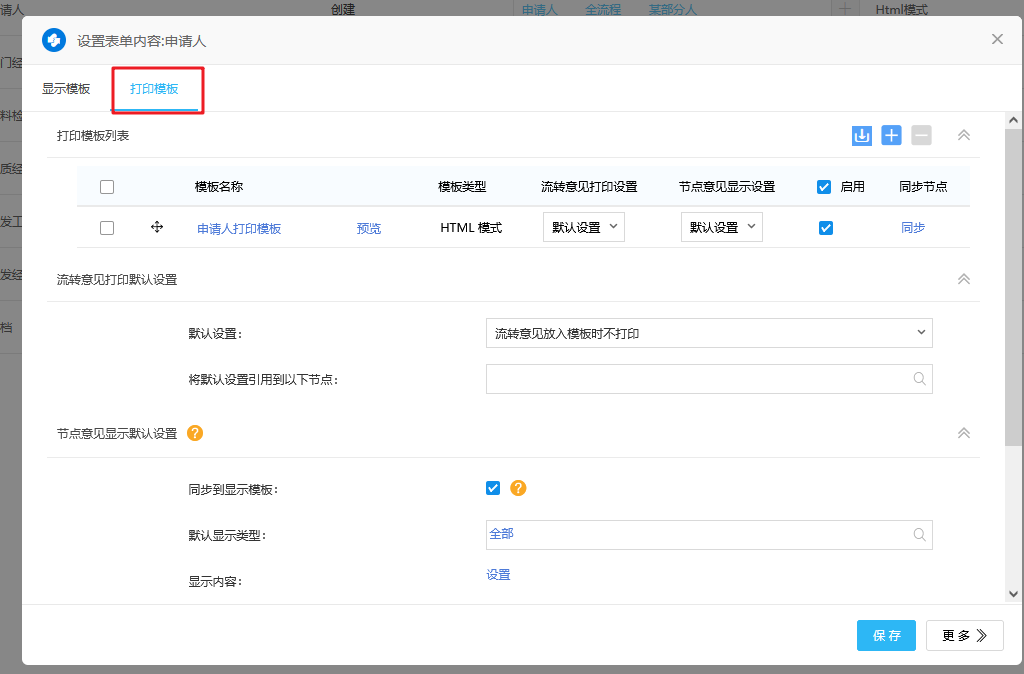 请人 创建 申请人 全流程 某部分人 Html模式
设置表单内容:申请人
门经
显示模板 打印模板
料检
打印模板列表
质经
模板名称 模板类型 流转意见打印设置 节点意见显示设置 启用 同步节点
发工
申请人打印模板 预览 HTML 模式 默认设置 默认设置 同步
发经
流转意见打印默认设置
档
默认设置: 流转意见放入模板时不打印
将默认设置引用到以下节点:
节点意见显示默认设置 ?
同步到显示模板: ?
默认显示类型: 全部
显示内容: 设置
保存 更多